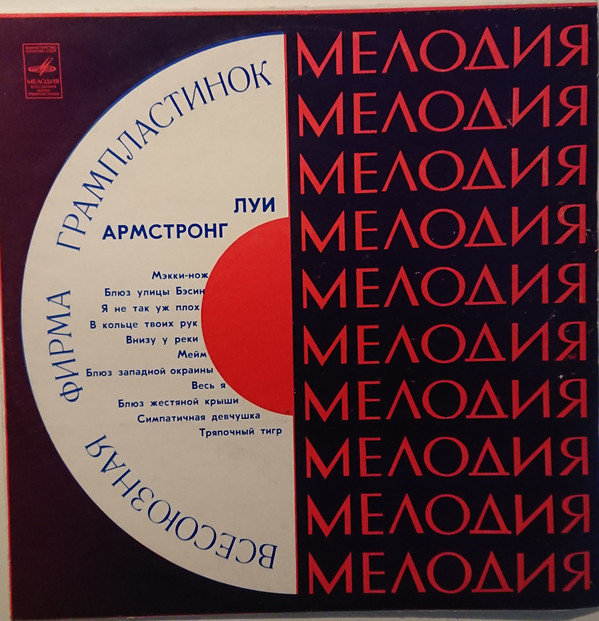 МЕЛОДИЯ
ВСЕСОЮЗНАЯ ФИРМА ГРАМПЛАСТИНОК
ЛУИ
АРМСТРОНГ
Мэкки-нож
Блюз улицы Бэсин
Я не так уж плох
В кольце твоих рук
Внизу у реки
Мейм
Блюз западной окраины
Весь я
Блюз жестяной крыши
Симпатичная девчушка
Тряпочный тигр
МЕЛОДИЯ
МЕЛОДИЯ
МЕЛОДИЯ
МЕЛОДИЯ
МЕЛОДИЯ
МЕЛОДИЯ
МЕЛОДИЯ
МЕЛОДИЯ
МЕЛОДИЯ
МЕЛОДИЯ